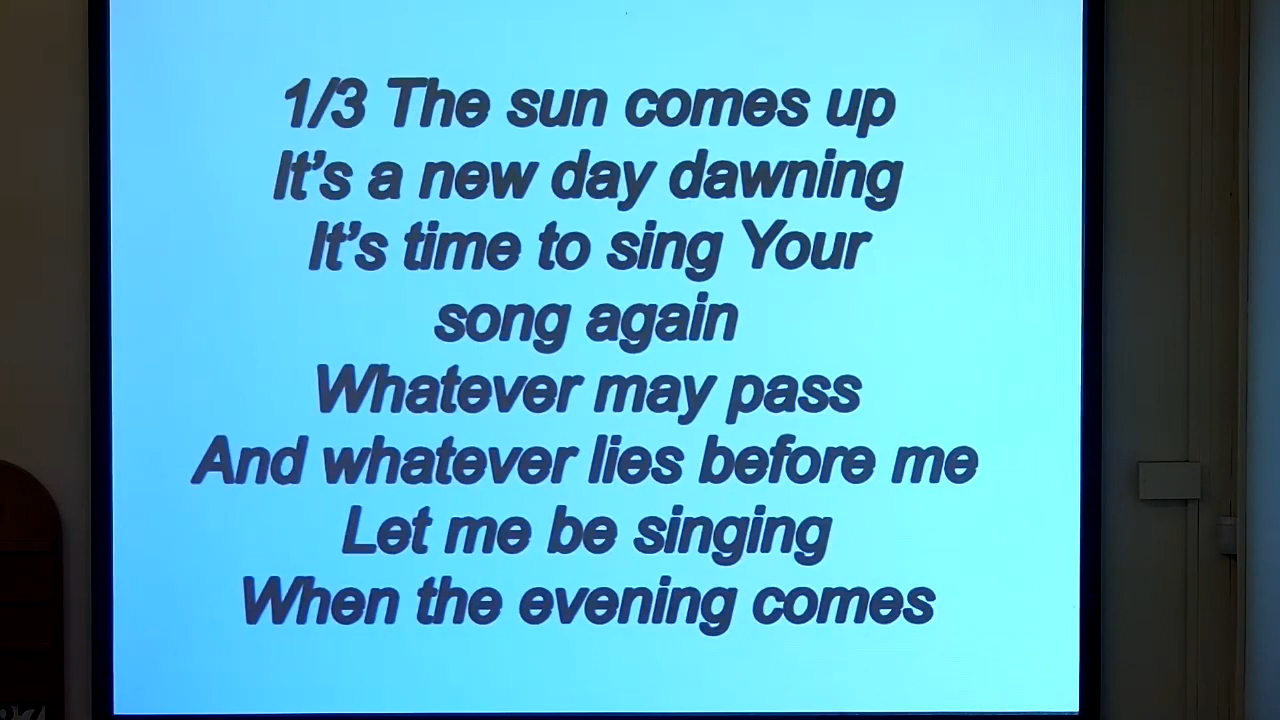 1/3 The sun comes up
It’s a new day dawning
It’s time to sing Your
song again
Whatever may pass
And whatever lies before me
Let me be singing
When the evening comes